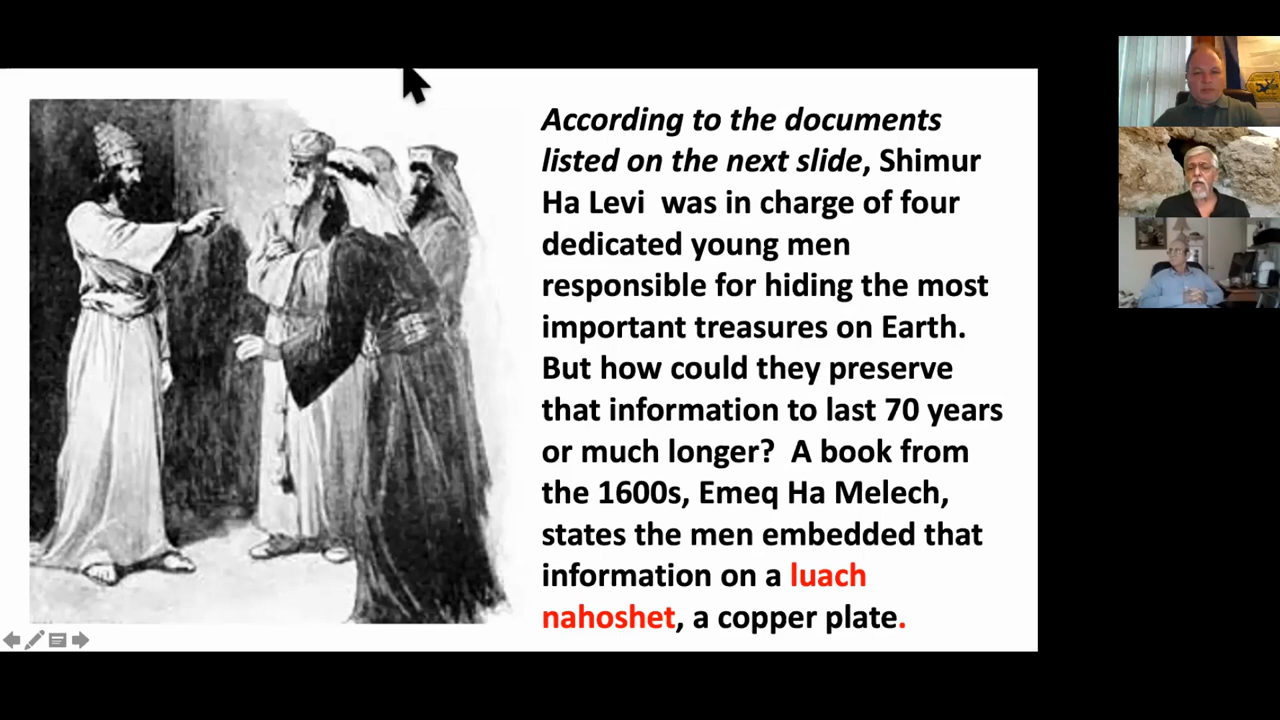 According to the documents
listed on the next slide, Shimur
Ha Levi was in charge of four
dedicated young men
responsible for hiding the most
important treasures on Earth.
But how could they preserve
that information to last 70 years
or much longer? A book from
the 1600s, Emeq Ha Melech,
states the men embedded that
information on a luach
nahoshet, a copper plate.